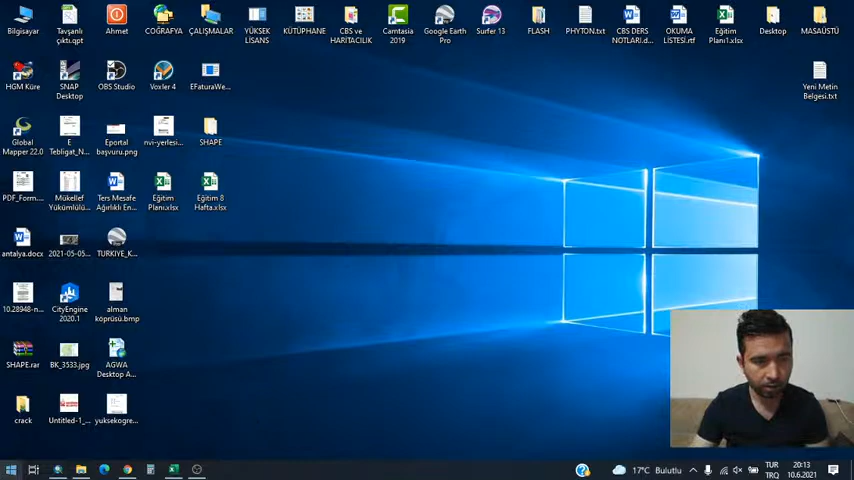 Bilgisayar
Tavşanlı
çıktı.qpt
Ahmet
COĞRAFYA
ÇALIŞMALAR
YÜKSEK
LİSANS
KÜTÜPHANE
CBS ve
HARİTACILIK
Camtasia
2019
Google Earth
Pro
Surfer 13
FLASH
PHYTON.txt
CBS DERS
NOTLARI.d...
OKUMA
LİSTESİ.rtf
Eğitim
Planı1.xlsx
Desktop
MASAÜSTÜ
HGM Küre
SNAP
Desktop
OBS Studio
Voxler 4
EFaturaWe...
Yeni Metin
Belgesi.txt
Global
Mapper 22.0
E
Tebligat_N...
Eportal
başvuru.png
nvi-yerlesi...
SHAPE
PDF_Form...
Mükellef
Yükümlülü...
Ters Mesafe
Ağırlıklı En...
Eğitim
Planı.xlsx
Eğitim 8
Hafta.xlsx
antalya.docx
2021-05-05...
TURKIYE_K...
10.28948-n...
CityEngine
2020.1
alman
köprüsü.bmp
SHAPE.rar
BK_3533.jpg
AGWA
Desktop A...
crack
Untitled-1_...
yuksekogre...
17°C Bulutlu
TUR
TRQ
20:13
10.6.2021